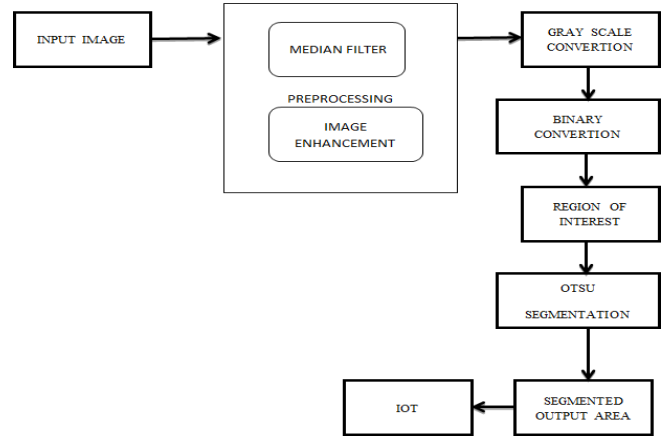 INPUT IMAGE
MEDIAN FILTER
PREPROCESSING
IMAGE
ENHANCEMENT
GRAY SCALE
CONVERTION
BINARY
CONVERTION
REGION OF
INTEREST
OTSU
SEGMENTATION
SEGMENTED
OUTPUT AREA
IOT